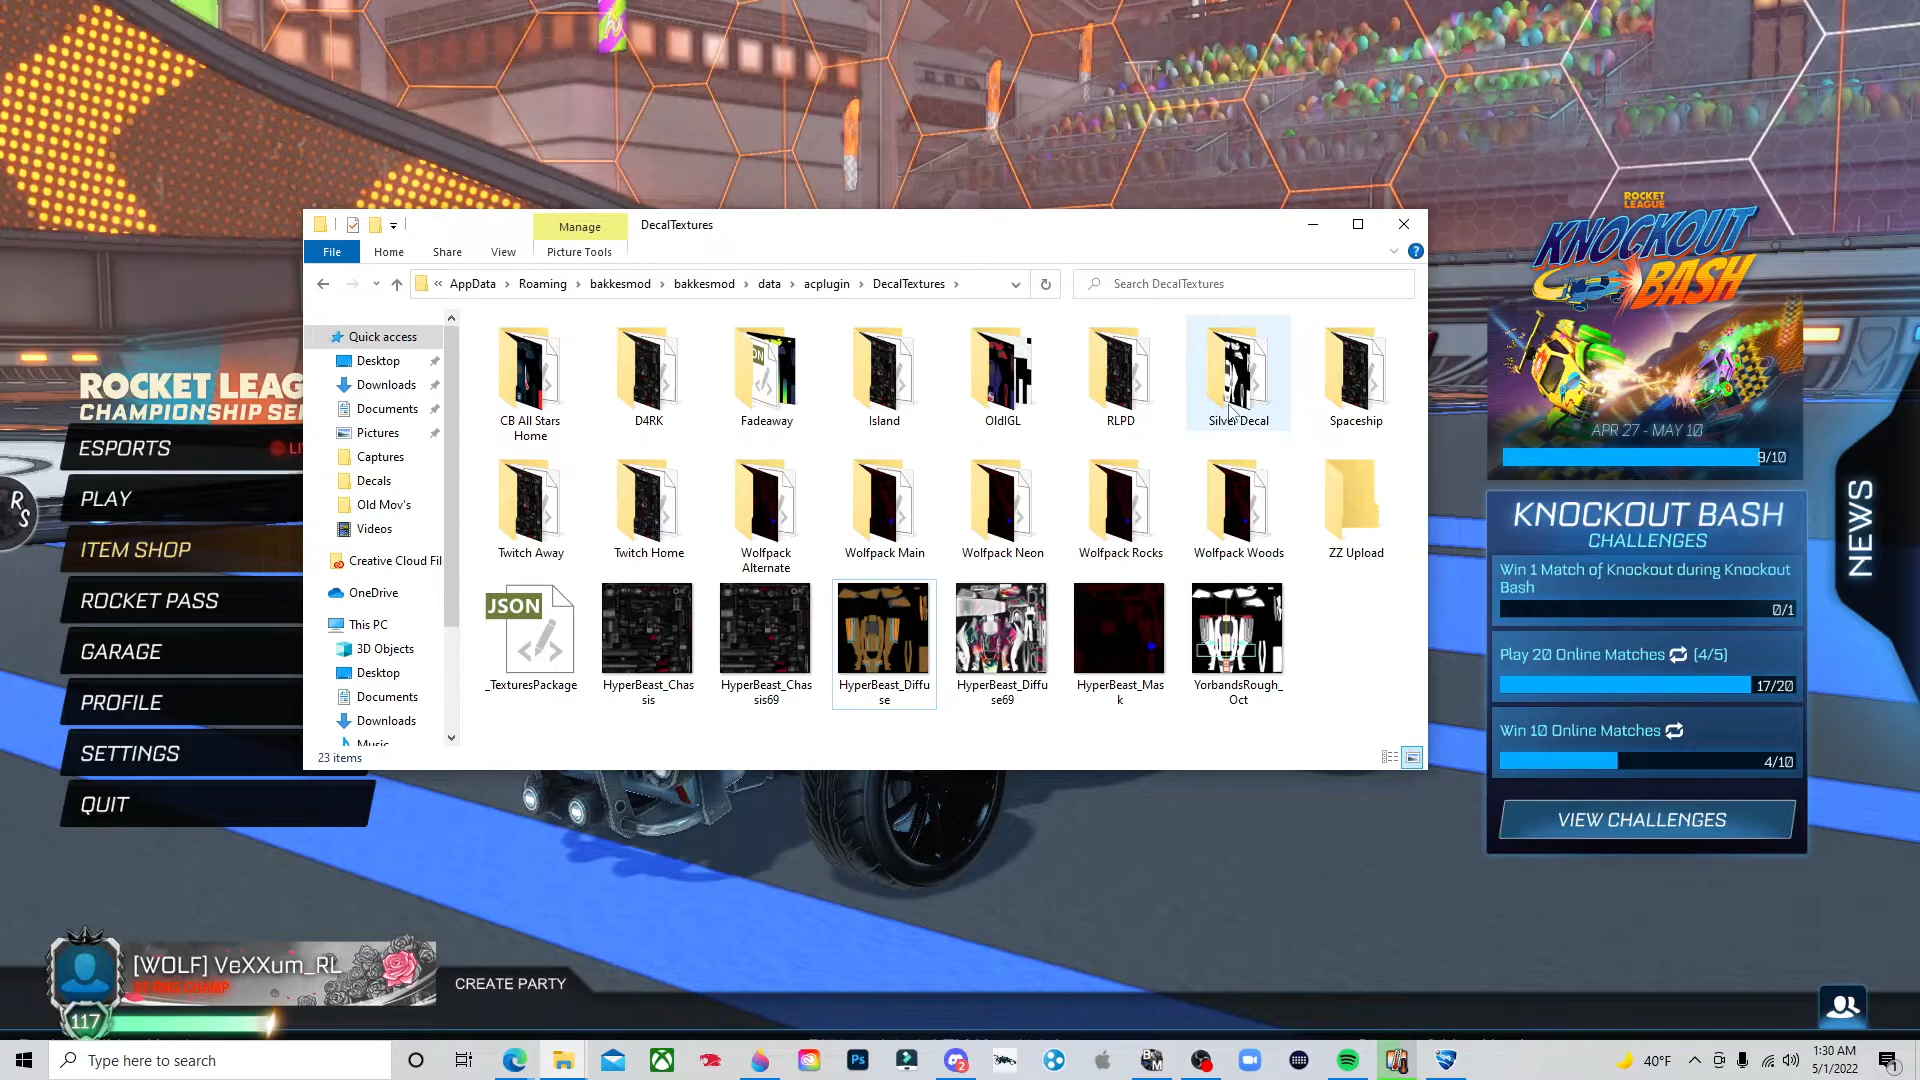 Manage
DecalTextures
File
Home
Share
View
Picture Tools
« AppData > Roaming > bakkesmod > bakkesmod > data > acplugin > DecalTextures >
Search DecalTextures
Quick access
Desktop
Downloads
Documents
Pictures
Captures
Decals
Old Mov's
Videos
Creative Cloud Fil
OneDrive
This PC
3D Objects
Desktop
Documents
Downloads
Music
CB All Stars
Home
D4RK
Fadeaway
Island
OldIGL
RLPD
Silver Decal
Spaceship
Twitch Away
Twitch Home
Wolfpack
Alternate
Wolfpack Main
Wolfpack Neon
Wolfpack Rocks
Wolfpack Woods
ZZ Upload
JSON
_TexturesPackage
HyperBeast_Chas
sis
HyperBeast_Chas
sis69
HyperBeast_Diffu
se
HyperBeast_Diffu
se69
HyperBeast_Mas
k
YorbandsRough_
Oct
23 items
ROCKET LEAG
CHAMPIONSHIP SE
ESPORTS
LI
PLAY
ITEM SHOP
ROCKET PASS
GARAGE
PROFILE
SETTINGS
QUIT
R
S
ROCKET
LEAGUE
KNOCKOUT
BASH
APR 27 - MAY 10
9/10
KNOCKOUT BASH
CHALLENGES
Win 1 Match of Knockout during Knockout
Bash
0/1
Play 20 Online Matches (4/5)
17/20
Win 10 Online Matches
4/10
VIEW CHALLENGES
NEWS
[WOLF] VeXXum_RL
117
CREATE PARTY
Type here to search
Ps
2
40°F
1:30 AM
5/1/2022
1